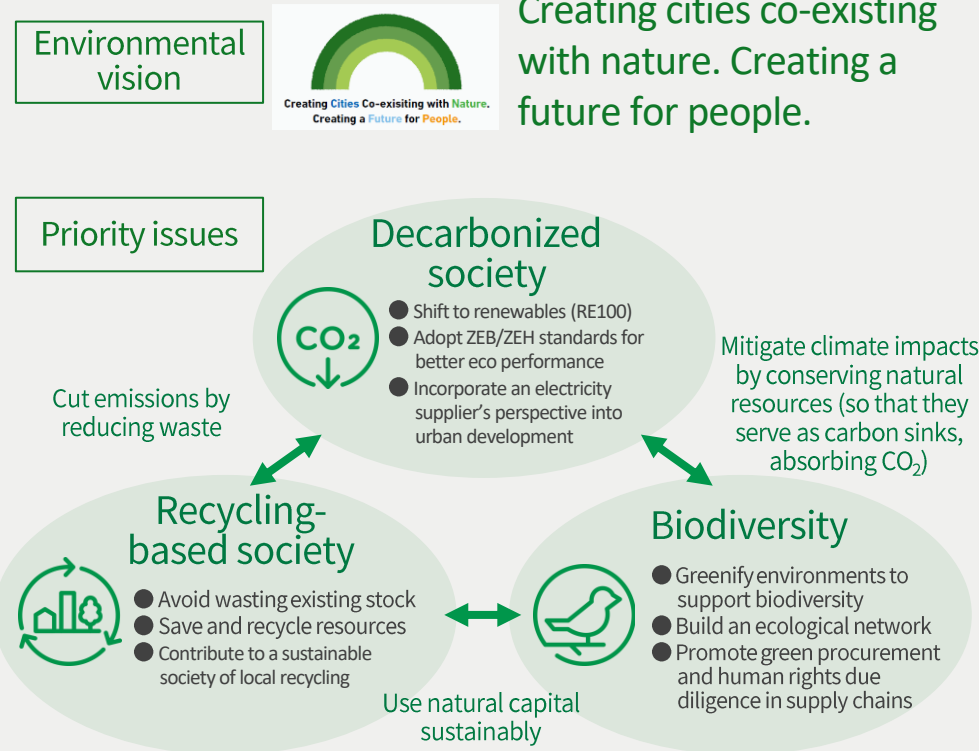 Environmental
vision
Creating Cities Co-exisiting with Nature.
Creating a Future for People.
Creating cities co-existing
with nature. Creating a
future for people.
Priority issues
Decarbonized
society
CO₂
● Shift to renewables (RE100)
● Adopt ZEB/ZEH standards for
better eco performance
● Incorporate an electricity
supplier's perspective into
urban development
Cut emissions by
reducing waste
Mitigate climate impacts
by conserving natural
resources (so that they
serve as carbon sinks,
absorbing CO₂)
Recycling-
based society
● Avoid wasting existing stock
● Save and recycle resources
● Contribute to a sustainable
society of local recycling
Biodiversity
● Greenify environments to
support biodiversity
● Build an ecological network
● Promote green procurement
and human rights due
diligence in supply chains
Use natural capital
sustainably